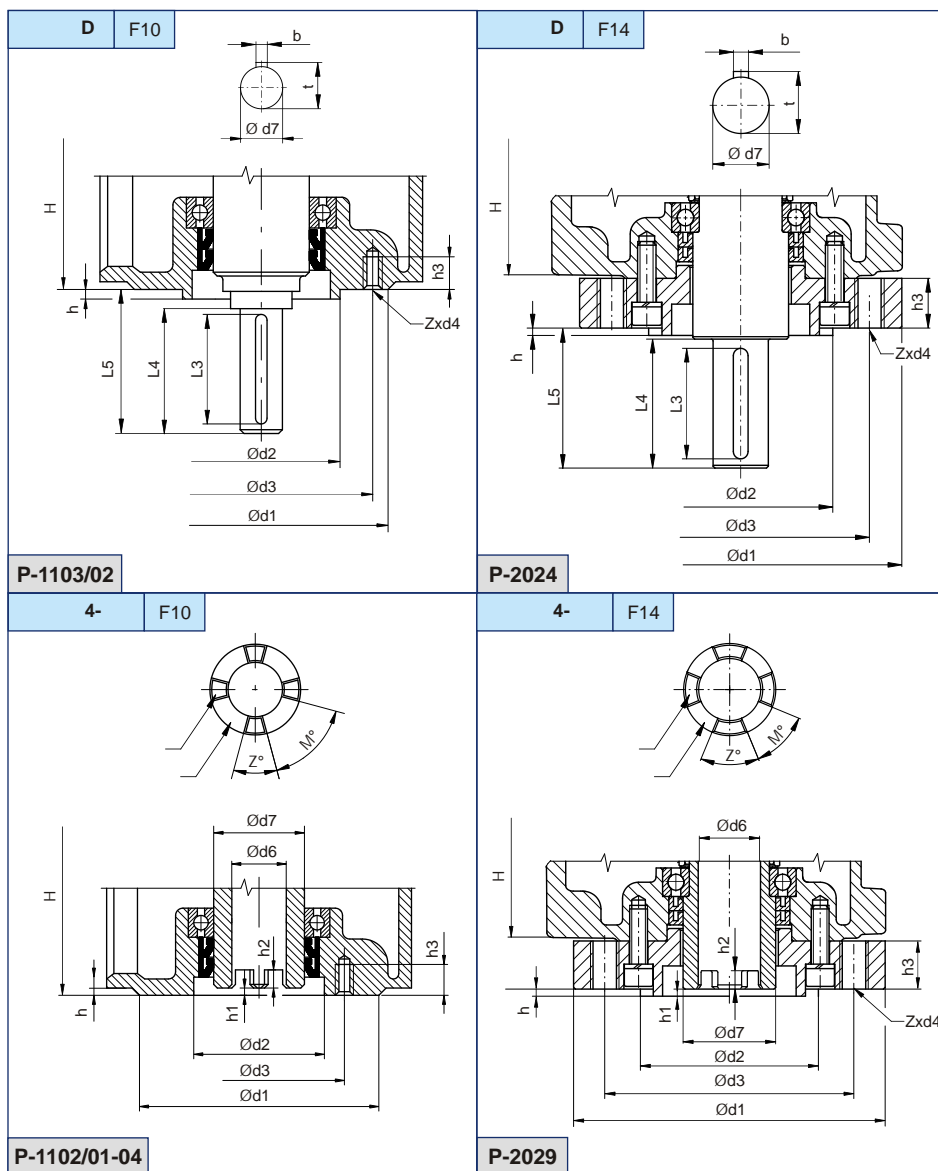 D F10
b
t
Ø d7
H
h
h3
Zxd4
L5
L4
L3
Ød2
Ød3
Ød1
P-1103/02
D F14
b
t
Ø d7
H
h
h3
Zxd4
L5
L4
L3
Ød2
Ød3
Ød1
P-2024
4- F10
Z°
M°
Ød7
Ød6
H
h2
h3
h
h1
Ød2
Ød3
Ød1
P-1102/01-04
4- F14
Z°
M°
Ød6
H
h2
h3
h
h1
Zxd4
Ød7
Ød2
Ød3
Ød1
P-2029